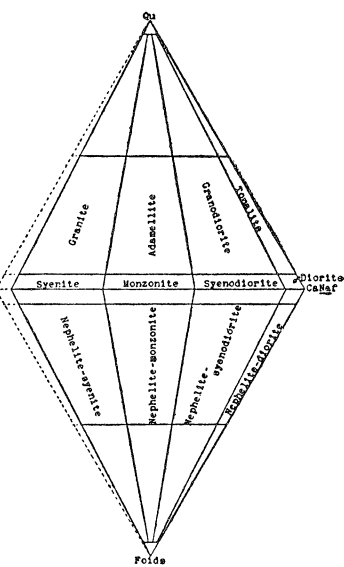 Qu
Granite
Adamellite
Granodiorite
Tonalite
Diorite
Syenite
Monzonite
Syenodiorite
CaNaf
Nephelite-syenite
Nephelite-monzonite
Nephelite-
syenodiorite
Nephelite-diorite
Foids